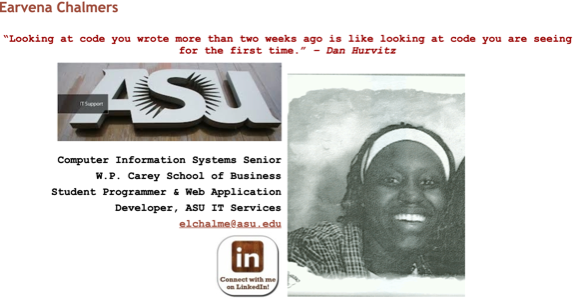 Earvena Chalmers
“Looking at code you wrote more than two weeks ago is like looking at code you are seeing
for the first time.” – Dan Hurvitz
ASU
IT Support
Computer Information Systems Senior
W.P. Carey School of Business
Student Programmer & Web Application
Developer, ASU IT Services
elchalme@asu.edu
in
Connect with me
on LinkedIn!